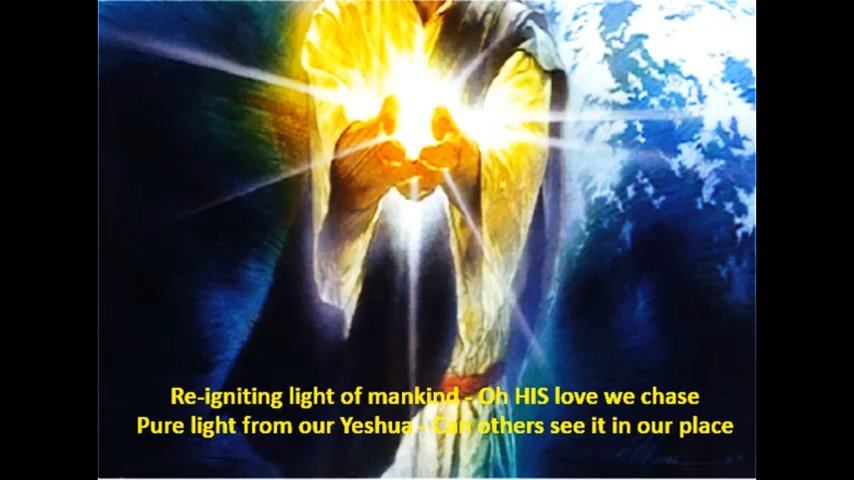 Re-igniting light of mankind - Oh HIS love we chase
Pure light from our Yeshua - Can others see it in our place